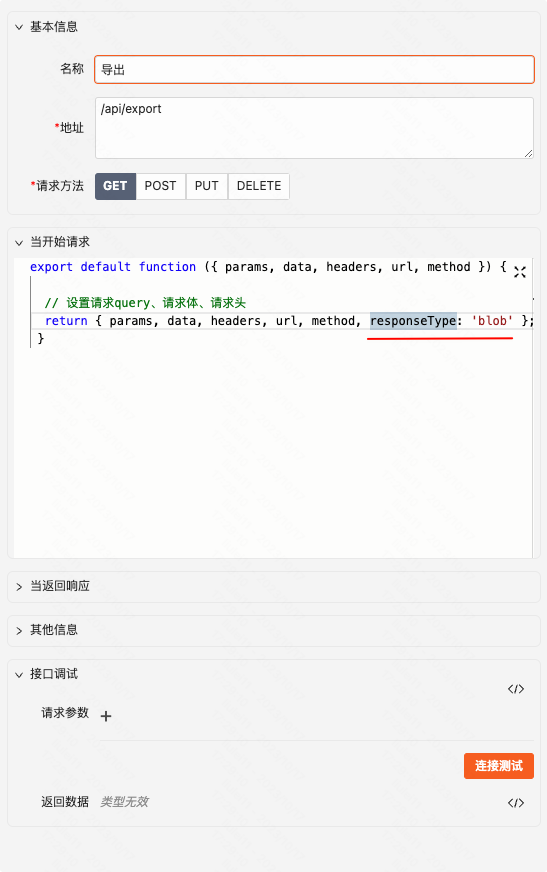 基本信息
名称 导出
*地址 /api/export
*请求方法 GET POST PUT DELETE
当开始请求
export default function ({ params, data, headers, url, method }) {
// 设置请求query、请求体、请求头
return { params, data, headers, url, method, responseType: 'blob' };
}
当返回响应
其他信息
接口调试
</>
请求参数 +
连接测试
返回数据 类型无效 </>